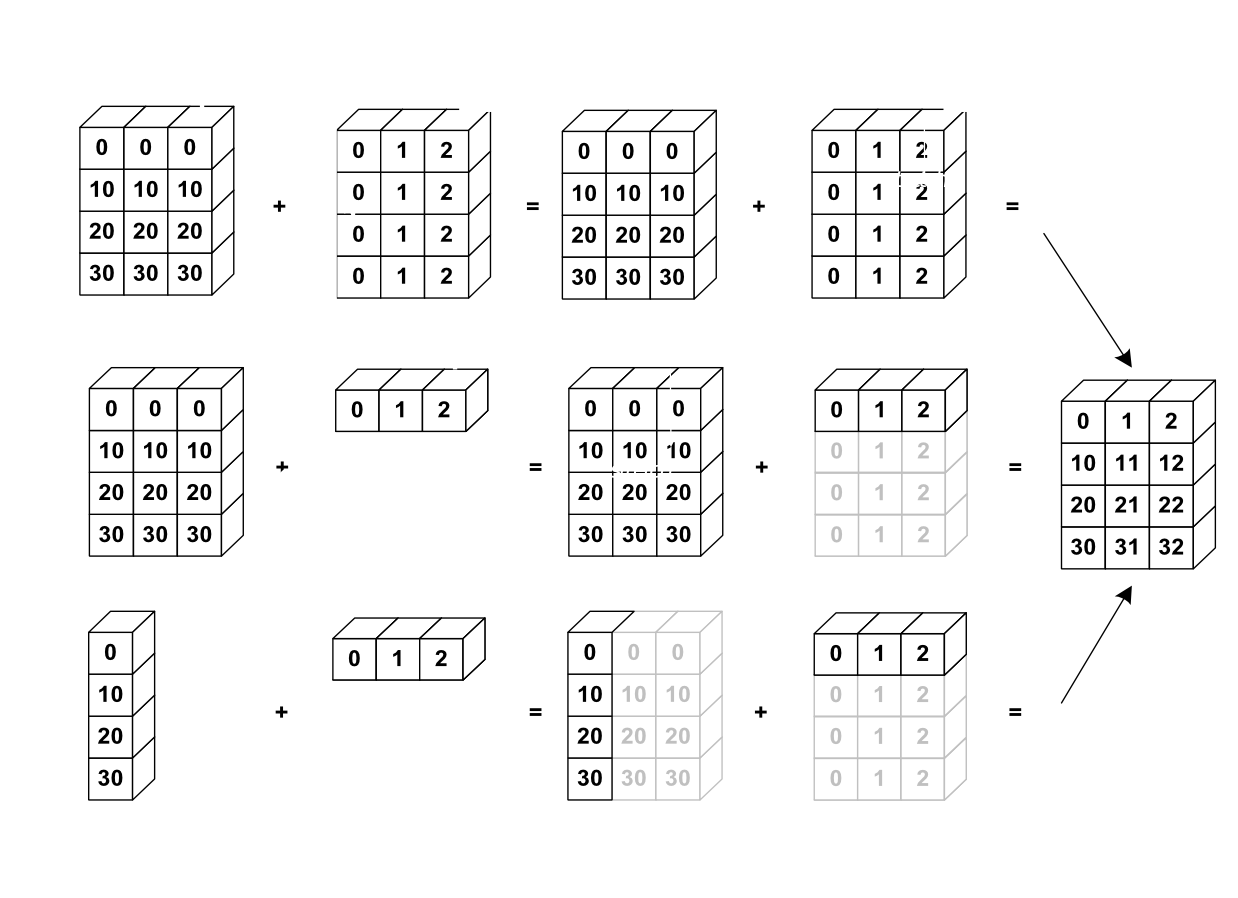 0 0 0 0 1 2 0 0 0 0 1 2
10 10 10 0 1 2 10 10 10 0 1 2
+ = + =
20 20 20 0 1 2 20 20 20 0 1 2
30 30 30 0 1 2 30 30 30 0 1 2
0 0 0 0 1 2 0 0 0 0 1 2
10 10 10 10 10 10 0 1 2
+ = + =
20 20 20 20 20 20 0 1 2
30 30 30 30 30 30 0 1 2
0 1 2
10 11 12
20 21 22
30 31 32
0 0 1 2 0 0 0 0 1 2
10 10 10 10 0 1 2
+ = + =
20 20 20 20 0 1 2
30 30 30 30 0 1 2